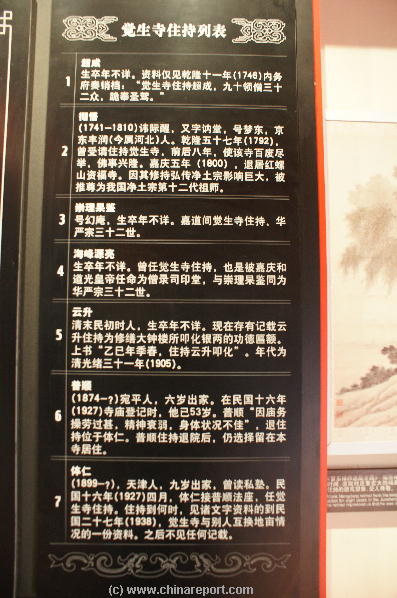 觉生寺住持列表
1
超成
生卒年不详。资料仅见乾隆十一年(1746)内务
府奏销档:“觉生寺住持超成,九十领僧三十
二众,跪奉圣驾。”
2
彻悟
(1741—1810)讳际醒,又字讷堂,号梦东,京
东丰润(今属河北)人。乾隆五十七年(1792),
曾受请住持觉生寺,前后八年,使该寺百废尽
举,佛事兴隆。嘉庆五年(1800),退居红螺
山资福寺。因其修持弘传净土宗影响巨大,被
推尊为我国净土宗第十二代祖师。
3
崇理杲鉴
号幻庵,生卒年不详。嘉道间觉生寺住持、华
严宗三十二世。
4
海峰源亮
生卒年不详。曾任觉生寺住持,也是被嘉庆和
道光皇帝任命为僧录司印堂,与崇理杲鉴同为
华严宗三十二世。
5
云升
清末民初时人,生卒年不详。现在存有记载云
升住持为修缮大钟楼所叩化银两的功德匾额。
上书“乙巳年季春,住持云升叩化”。年代为
清光绪三十一年(1905)。
6
普顺
(1874—?)宛平人,六岁出家。在民国十六年
(1927)寺庙登记时,他已53岁。普顺“因庙务
操劳过甚,精神衰弱,身体状况不佳”,退住
持位于体仁。普顺住持退院后,仍选择留在本
寺居住。
7
体仁
(1899—?),天津人,九岁出家,曾读私塾。民
国十六年(1927)四月,体仁接普顺法座,任觉
生寺住持。住持到何时,见诸文字资料的到民
国二十七年(1938),觉生寺与别人互换地亩情
况的一份资料。之后不见任何记载。
(c) www.chinareport.com